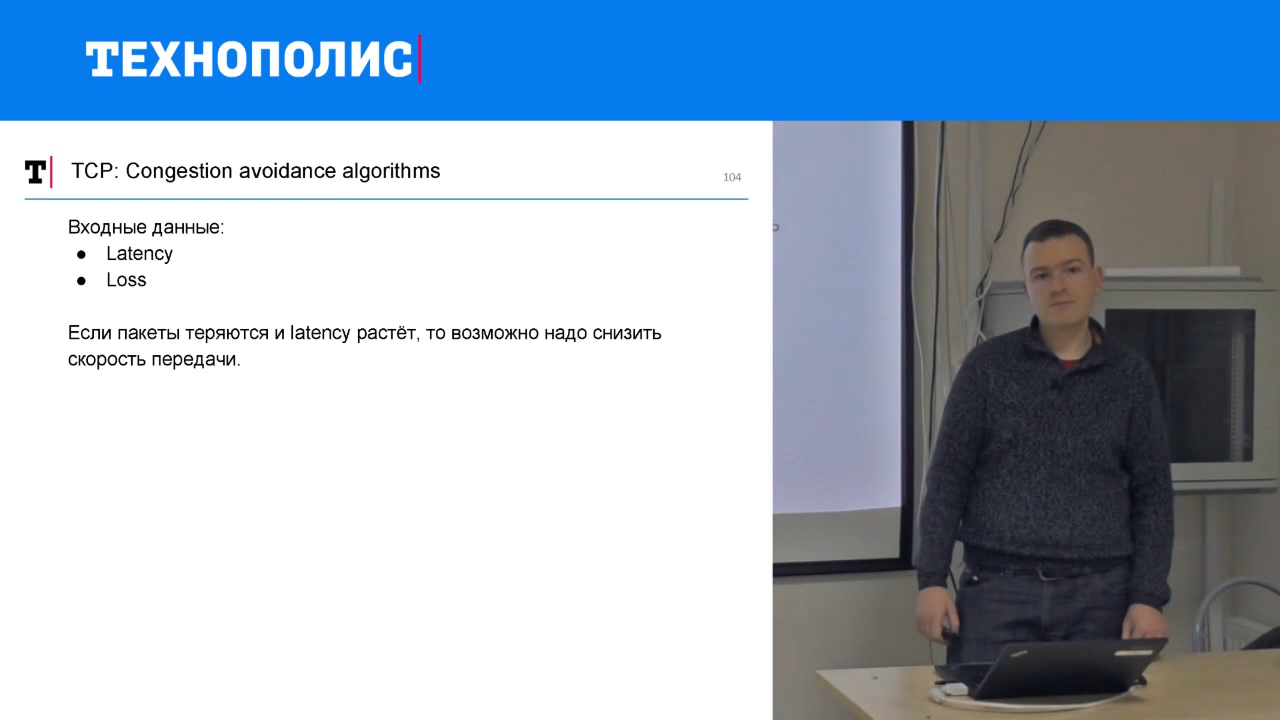 ТЕХНОПОЛИС
Т TCP: Congestion avoidance algorithms
104
Входные данные:
● Latency
● Loss
Если пакеты теряются и latency растёт, то возможно надо снизить
скорость передачи.